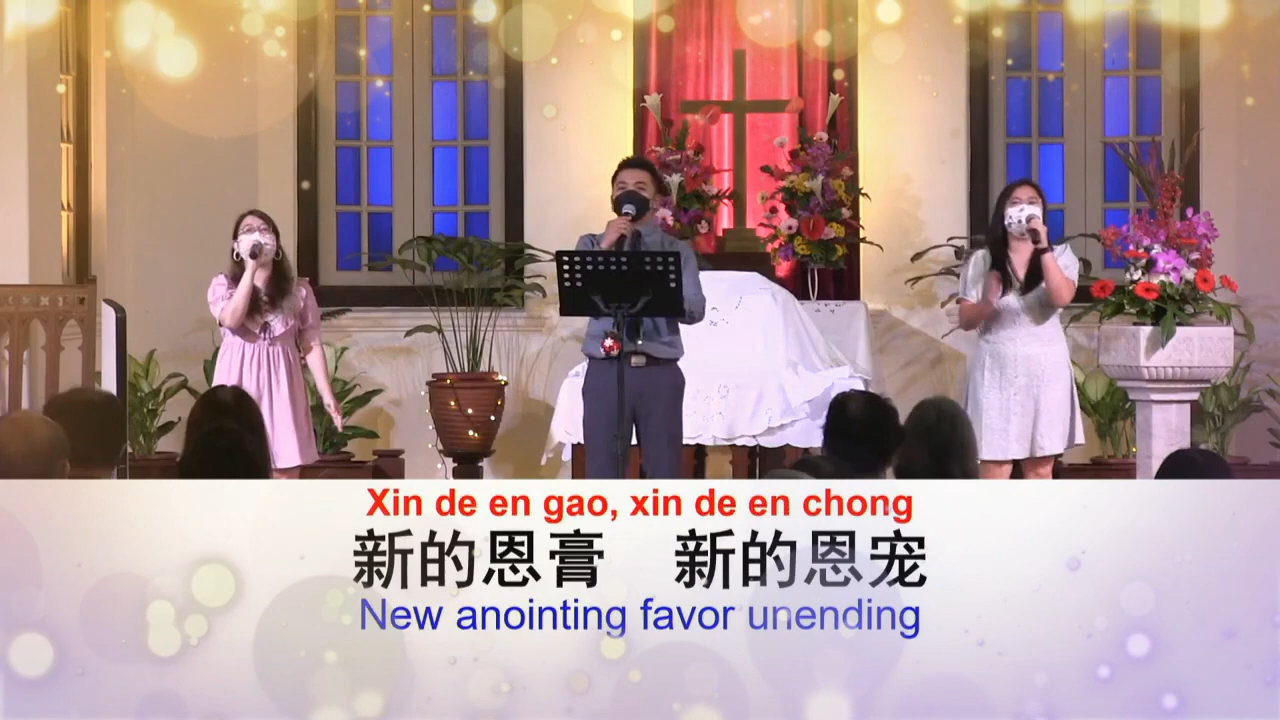 Xin de en gao, xin de en chong
新的恩膏　新的恩宠
New anointing favor unending